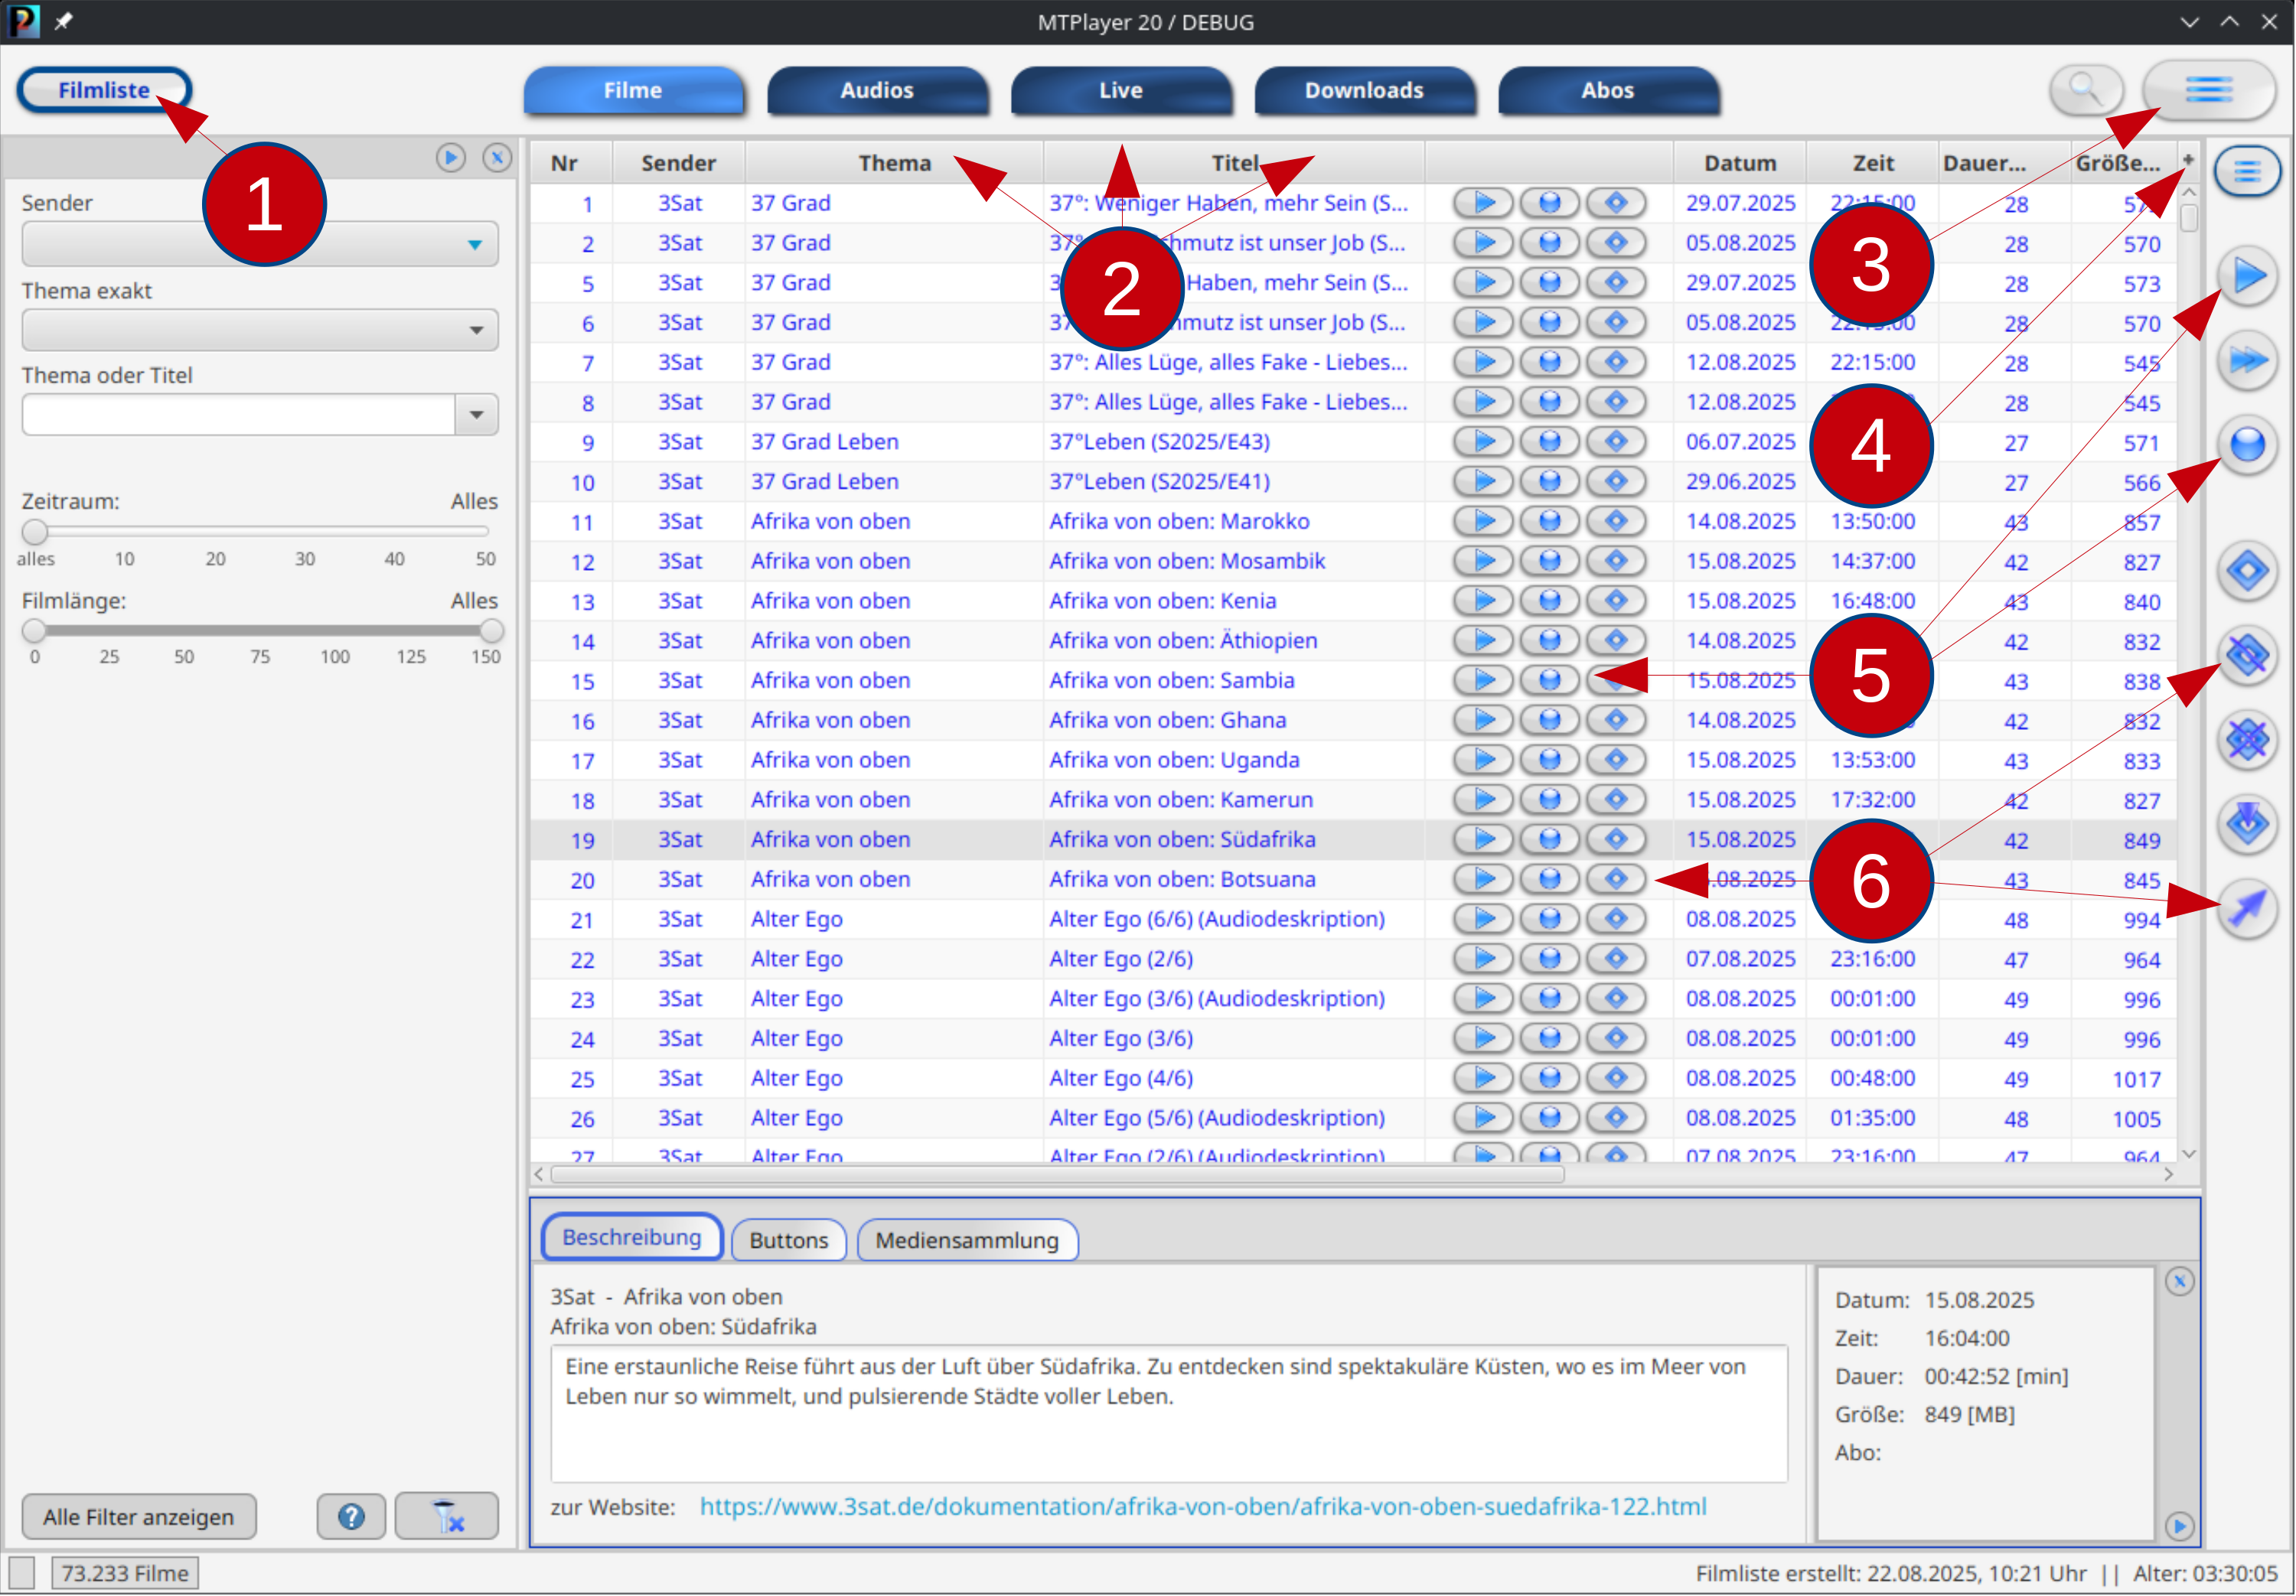 MTPlayer 20 / DEBUG
Filmliste Filme Audios Live Downloads Abos
1 2 3 4 5 6
Sender
Thema exakt
Thema oder Titel
Zeitraum: Alles
alles 10 20 30 40 50
Filmlänge: Alles
0 25 50 75 100 125 150
Alle Filter anzeigen
Nr Sender Thema Titel Datum Zeit Dauer... Größe... +
1 3Sat 37 Grad 37°: Weniger Haben, mehr Sein (S... 29.07.2025 22:15:00 28
2 3Sat 37 Grad 37° ist unser Job (S... 05.08.2025 28 570
5 3Sat 37 Grad Haben, mehr Sein (S... 29.07.2025 28 573
6 3Sat 37 Grad ist unser Job (S... 05.08.2025 28 570
7 3Sat 37 Grad 37°: Alles Lüge, alles Fake - Liebes... 12.08.2025 22:15:00 28 545
8 3Sat 37 Grad 37°: Alles Lüge, alles Fake - Liebes... 12.08.2025 28 545
9 3Sat 37 Grad Leben 37°Leben (S2025/E43) 06.07.2025 27 571
10 3Sat 37 Grad Leben 37°Leben (S2025/E41) 29.06.2025 27 566
11 3Sat Afrika von oben Afrika von oben: Marokko 14.08.2025 13:50:00 43 857
12 3Sat Afrika von oben Afrika von oben: Mosambik 15.08.2025 14:37:00 42 827
13 3Sat Afrika von oben Afrika von oben: Kenia 15.08.2025 16:48:00 43 840
14 3Sat Afrika von oben Afrika von oben: Äthiopien 14.08.2025 42 832
15 3Sat Afrika von oben Afrika von oben: Sambia 15.08.2025 43 838
16 3Sat Afrika von oben Afrika von oben: Ghana 14.08.2025 42 832
17 3Sat Afrika von oben Afrika von oben: Uganda 15.08.2025 13:53:00 43 833
18 3Sat Afrika von oben Afrika von oben: Kamerun 15.08.2025 17:32:00 42 827
19 3Sat Afrika von oben Afrika von oben: Südafrika 15.08.2025 42 849
20 3Sat Afrika von oben Afrika von oben: Botsuana .08.2025 43 845
21 3Sat Alter Ego Alter Ego (6/6) (Audiodeskription) 08.08.2025 48 994
22 3Sat Alter Ego Alter Ego (2/6) 07.08.2025 23:16:00 47 964
23 3Sat Alter Ego Alter Ego (3/6) (Audiodeskription) 08.08.2025 00:01:00 49 996
24 3Sat Alter Ego Alter Ego (3/6) 08.08.2025 00:01:00 49 996
25 3Sat Alter Ego Alter Ego (4/6) 08.08.2025 00:48:00 49 1017
26 3Sat Alter Ego Alter Ego (5/6) (Audiodeskription) 08.08.2025 01:35:00 48 1005
27 3Sat Alter Ego Alter Ego (2/6) (Audiodeskription) 07.08.2025 23:16:00 47 964
Beschreibung Buttons Mediensammlung
3Sat - Afrika von oben
Afrika von oben: Südafrika
Eine erstaunliche Reise führt aus der Luft über Südafrika. Zu entdecken sind spektakuläre Küsten, wo es im Meer von
Leben nur so wimmelt, und pulsierende Städte voller Leben.
zur Website: https://www.3sat.de/dokumentation/afrika-von-oben/afrika-von-oben-suedafrika-122.html
Datum: 15.08.2025
Zeit: 16:04:00
Dauer: 00:42:52 [min]
Größe: 849 [MB]
Abo:
73.233 Filme
Filmliste erstellt: 22.08.2025, 10:21 Uhr || Alter: 03:30:05